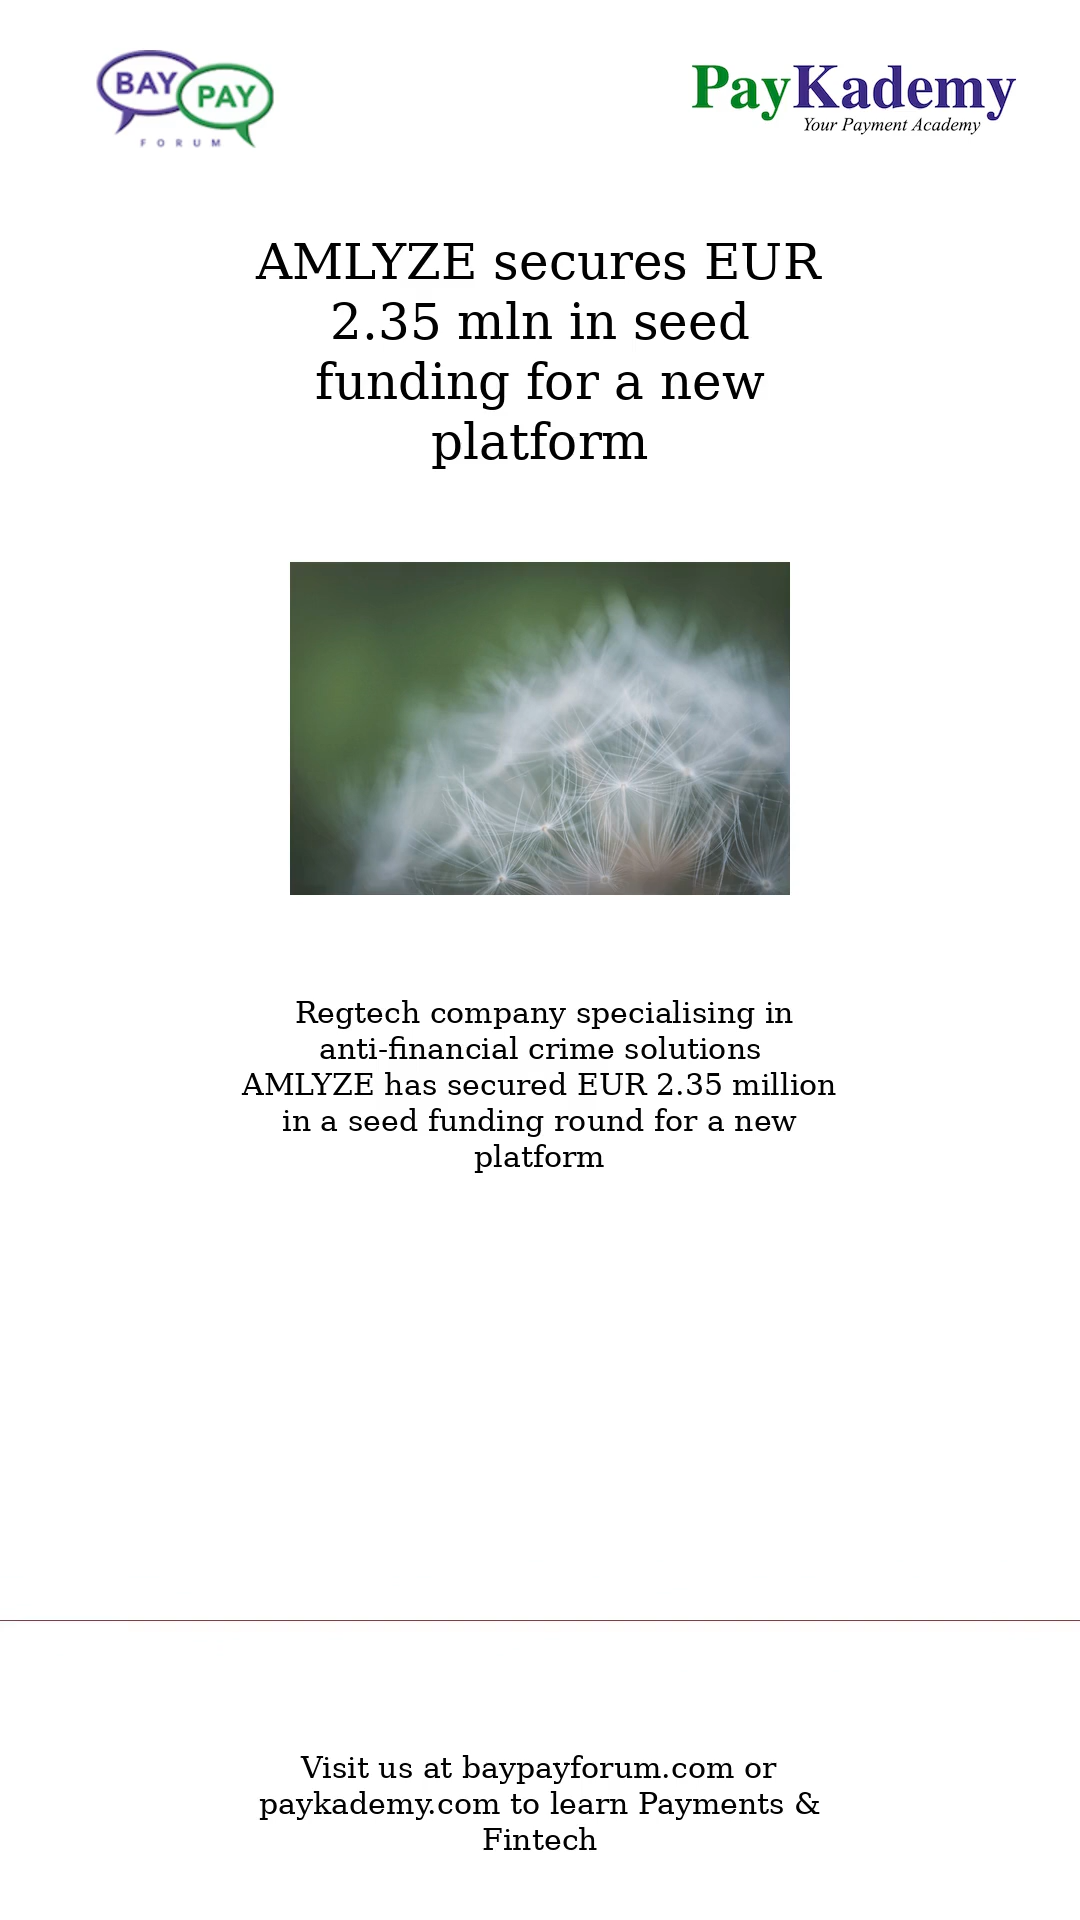 BAY PAY
FORUM
PayKademy
Your Payment Academy
AMLYZE secures EUR
2.35 mln in seed
funding for a new
platform
Regtech company specialising in
anti-financial crime solutions
AMLYZE has secured EUR 2.35 million
in a seed funding round for a new
platform
Visit us at baypayforum.com or
paykademy.com to learn Payments &
Fintech